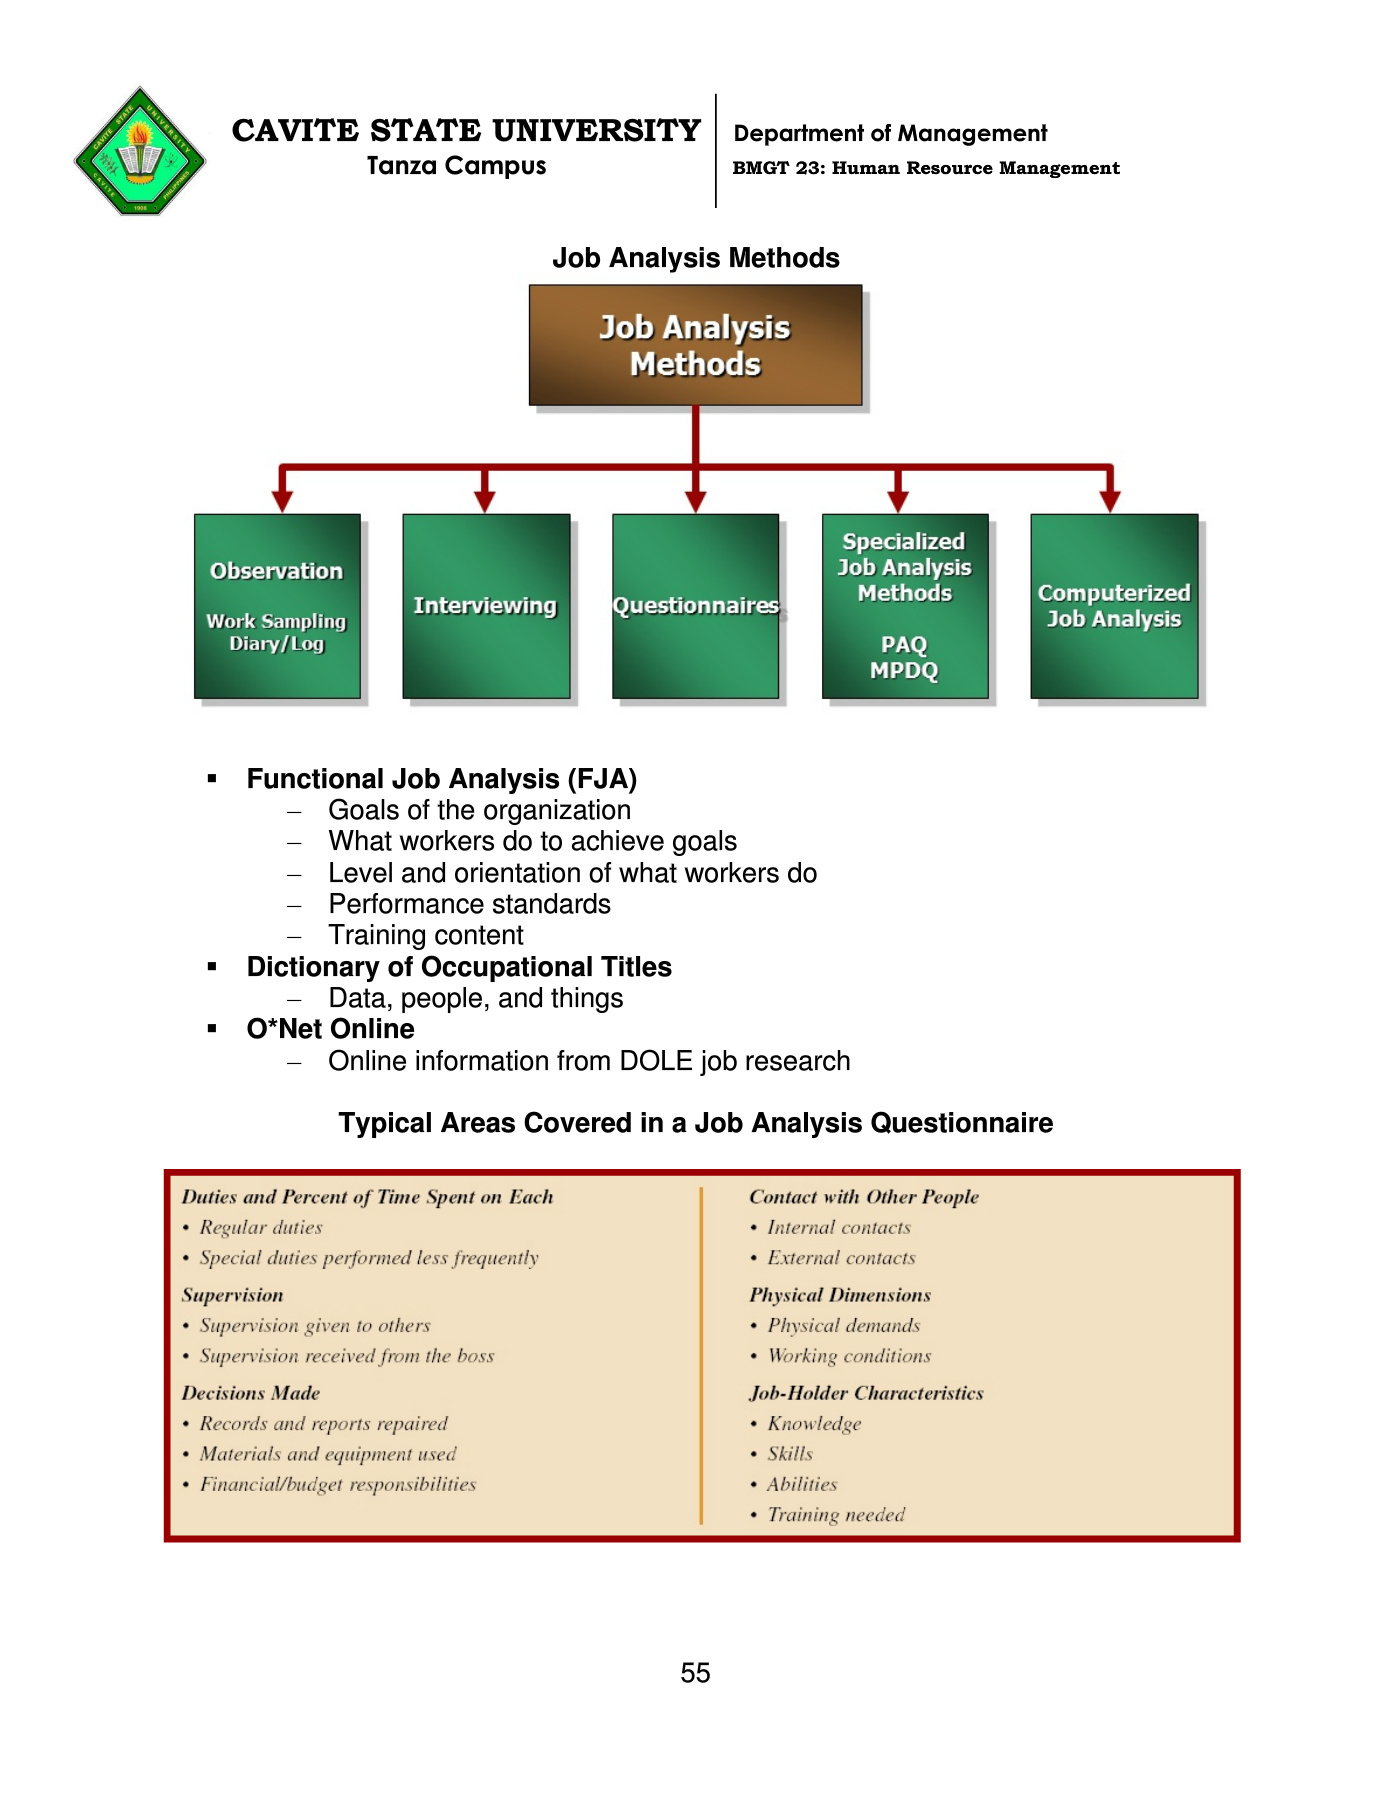 CAVITE STATE UNIVERSITY
Tanza Campus
Department of Management
BMGT 23: Human Resource Management
CAVITE STATE UNIVERSITY
CAVITE
PHILIPPINES
1906
Job Analysis Methods
Job Analysis
Methods
Observation
Work Sampling
Diary/Log
Interviewing
Questionnaires
Specialized
Job Analysis
Methods
PAQ
MPDQ
Computerized
Job Analysis
▪ Functional Job Analysis (FJA)
– Goals of the organization
– What workers do to achieve goals
– Level and orientation of what workers do
– Performance standards
– Training content
▪ Dictionary of Occupational Titles
– Data, people, and things
▪ O*Net Online
– Online information from DOLE job research
Typical Areas Covered in a Job Analysis Questionnaire
Duties and Percent of Time Spent on Each
• Regular duties
• Special duties performed less frequently
Supervision
• Supervision given to others
• Supervision received from the boss
Decisions Made
• Records and reports repaired
• Materials and equipment used
• Financial/budget responsibilities
Contact with Other People
• Internal contacts
• External contacts
Physical Dimensions
• Physical demands
• Working conditions
Job-Holder Characteristics
• Knowledge
• Skills
• Abilities
• Training needed
55